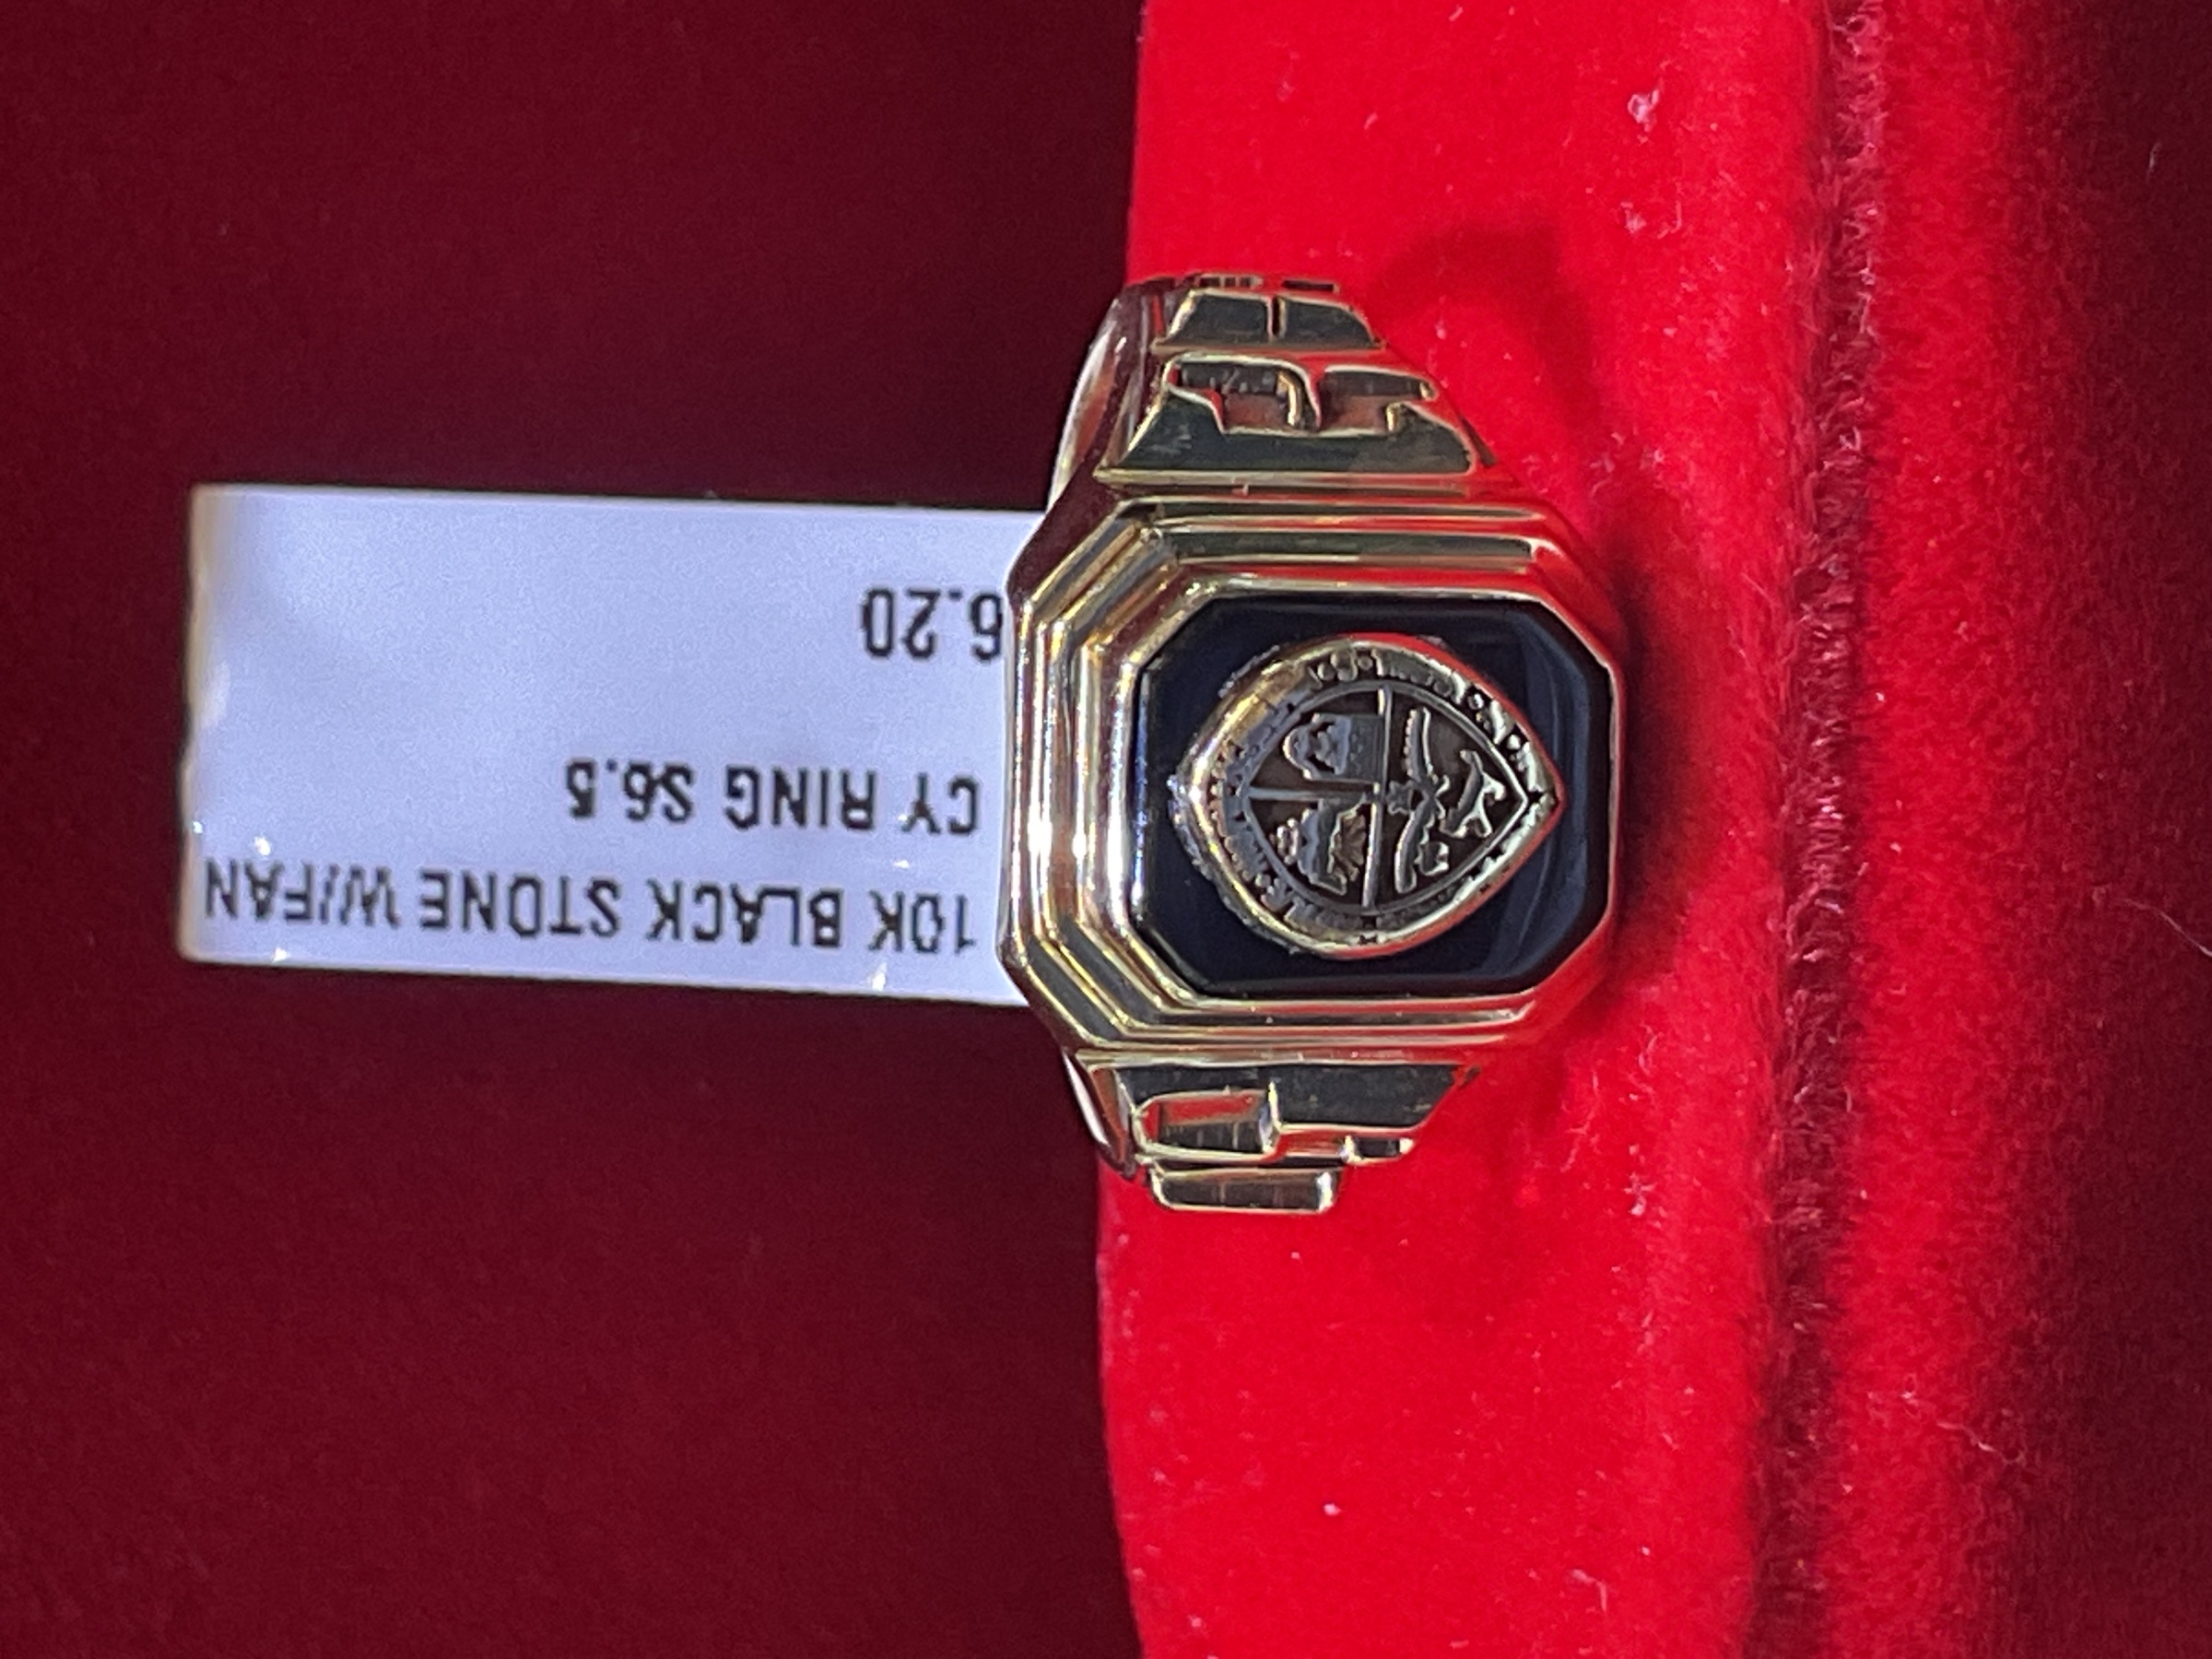 10K BLACK STONE W/FAN
CY RING S6.5
6.20